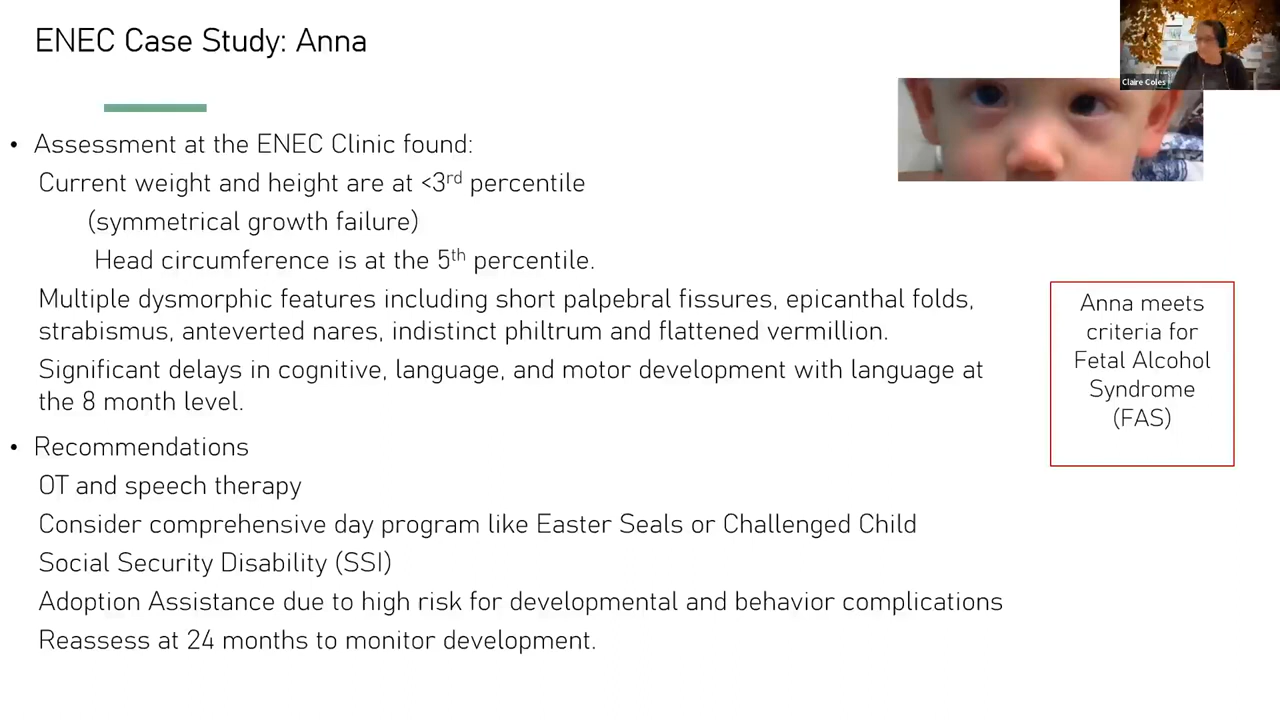 ENEC Case Study: Anna
Claire Coles
• Assessment at the ENEC Clinic found:
Current weight and height are at <3rd percentile
(symmetrical growth failure)
Head circumference is at the 5th percentile.
Multiple dysmorphic features including short palpebral fissures, epicanthal folds,
strabismus, anteverted nares, indistinct philtrum and flattened vermillion.
Significant delays in cognitive, language, and motor development with language at
the 8 month level.
• Recommendations
OT and speech therapy
Consider comprehensive day program like Easter Seals or Challenged Child
Social Security Disability (SSI)
Adoption Assistance due to high risk for developmental and behavior complications
Reassess at 24 months to monitor development.
Anna meets
criteria for
Fetal Alcohol
Syndrome
(FAS)